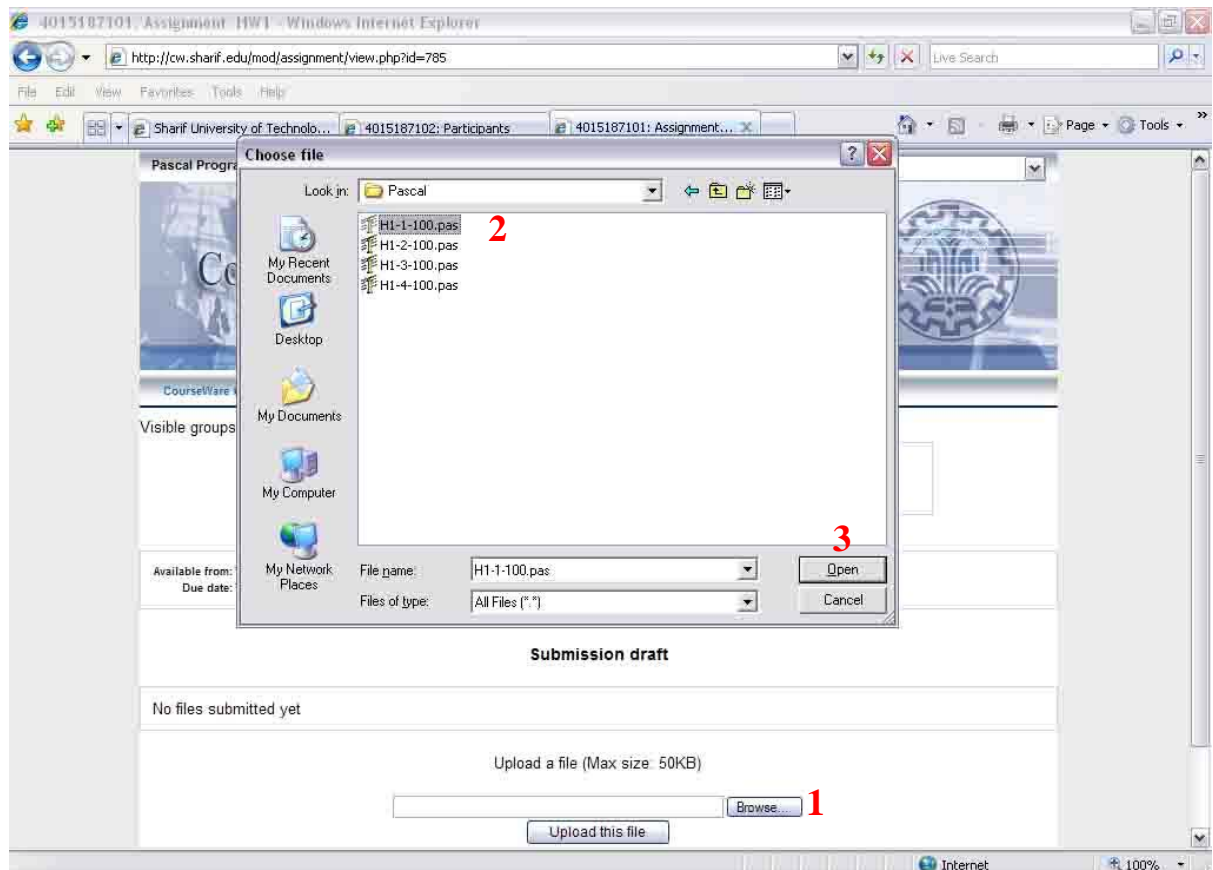 4015187101, Assignment HW1 - Windows Internet Explorer
http://cw.sharif.edu/mod/assignment/view.php?id=785
Live Search
File Edit View Favorites Tools Help
Sharif University of Technolo... 4015187102: Participants 4015187101: Assignment... Page Tools
Pascal Progra
Choose file
Look in: Pascal
H1-1-100.pas 2
H1-2-100.pas
H1-3-100.pas
H1-4-100.pas
My Recent
Documents
Desktop
My Documents
My Computer
My Network
Places
Co
CourseWare
Visible groups
3
File name: H1-1-100.pas Open
Files of type: All Files (*.*) Cancel
Available from:
Due date:
Submission draft
No files submitted yet
Upload a file (Max size: 50KB)
Browse... 1
Upload this file
Internet 100%